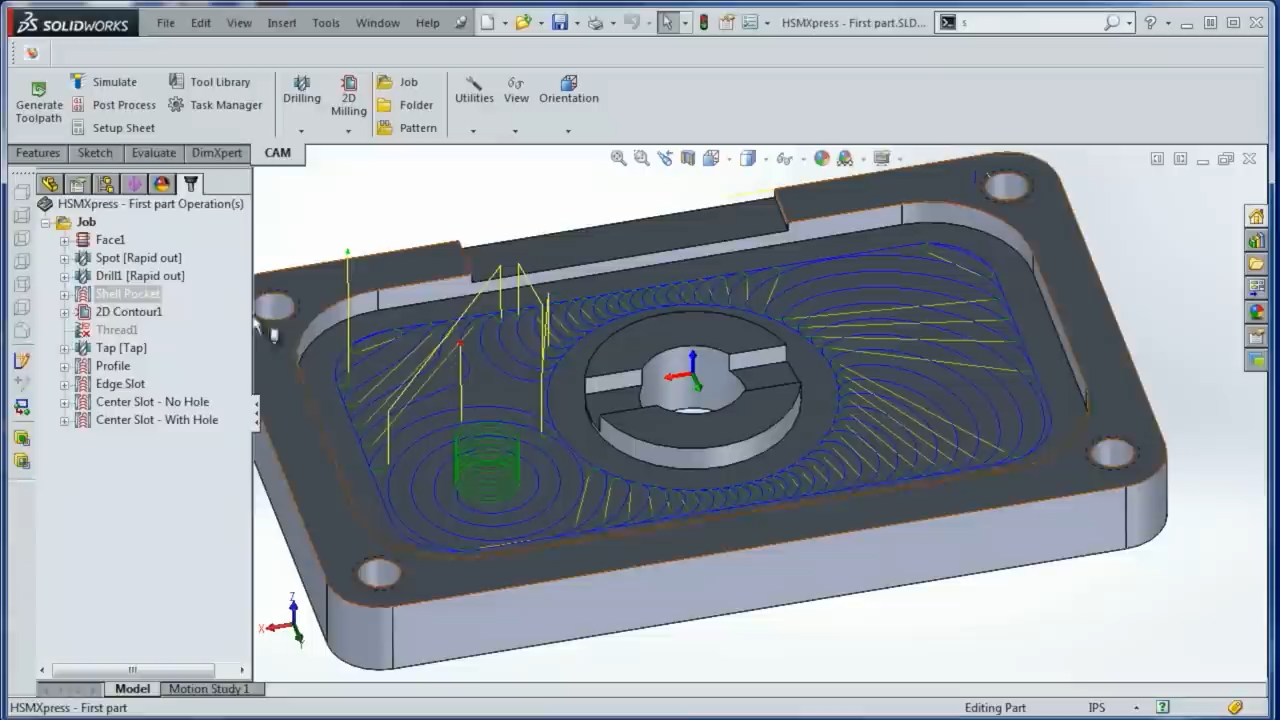 SOLIDWORKS File Edit View Insert Tools Window Help HSMXpress - First part.SLD... s
Generate Toolpath
Simulate Tool Library
Post Process Task Manager
Setup Sheet
Drilling 2D Milling
Job
Folder
Pattern
Utilities View Orientation
Features Sketch Evaluate DimXpert CAM
HSMXpress - First part Operation(s)
Job
Face1
Spot [Rapid out]
Drill1 [Rapid out]
Shell Pocket
2D Contour1
Thread1
Tap [Tap]
Profile
Edge Slot
Center Slot - No Hole
Center Slot - With Hole
Z
X
Y
Model Motion Study 1
HSMXpress - First part Editing Part IPS